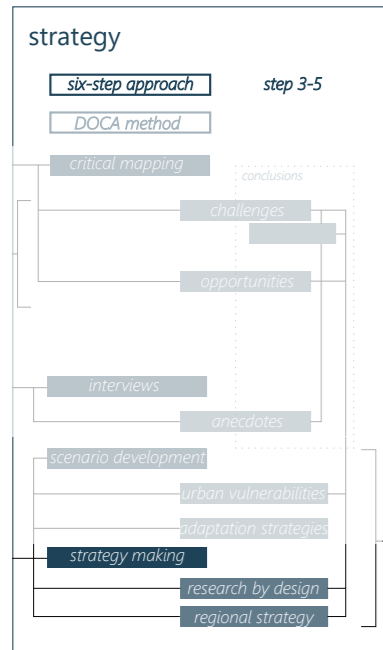 strategy
six-step approach step 3-5
DOCA method
critical mapping
conclusions
challenges
opportunities
interviews
anecdotes
scenario development
urban vulnerabilities
adaptation strategies
strategy making
research by design
regional strategy